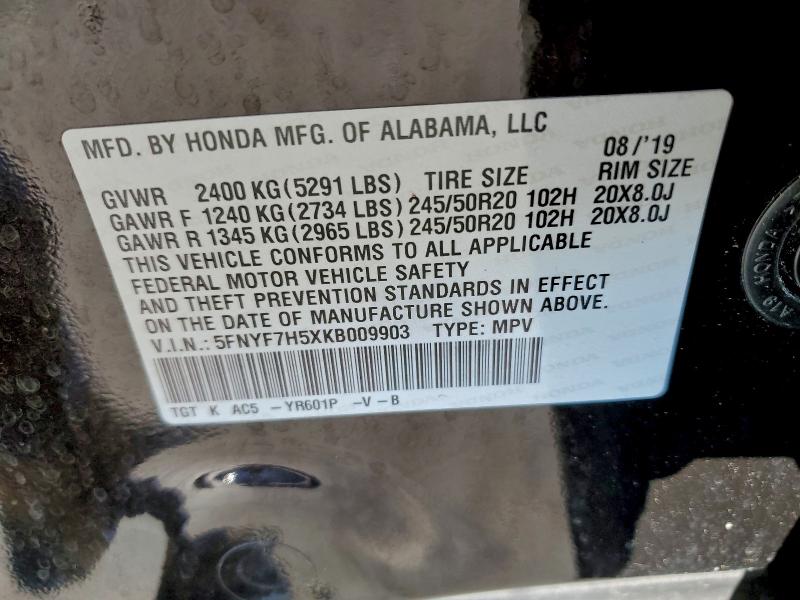 MFD. BY HONDA MFG. OF ALABAMA, LLC
08/'19
GVWR 2400 KG(5291 LBS) TIRE SIZE RIM SIZE
GAWR F 1240 KG(2734 LBS) 245/50R20 102H 20X8.0J
GAWR R 1345 KG(2965 LBS) 245/50R20 102H 20X8.0J
THIS VEHICLE CONFORMS TO ALL APPLICABLE
FEDERAL MOTOR VEHICLE SAFETY
AND THEFT PREVENTION STANDARDS IN EFFECT
ON THE DATE OF MANUFACTURE SHOWN ABOVE.
V.I.N.: 5FNYF7H5XKB009903 TYPE: MPV
TGT K AC5 -YR601P -V-B
A19 HONDA